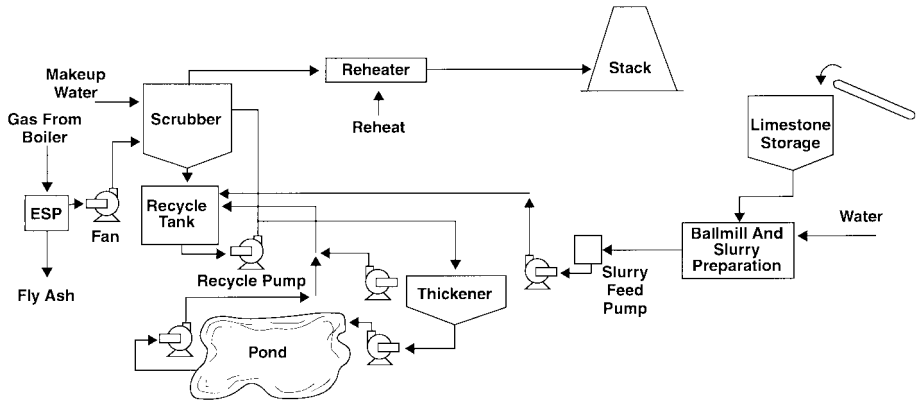 Makeup
Water
Gas From
Boiler
ESP
Fan
Fly Ash
Scrubber
Recycle
Tank
Recycle Pump
Reheater
Reheat
Stack
Limestone
Storage
Water
Ballmill And
Slurry
Preparation
Slurry
Feed
Pump
Thickener
Pond